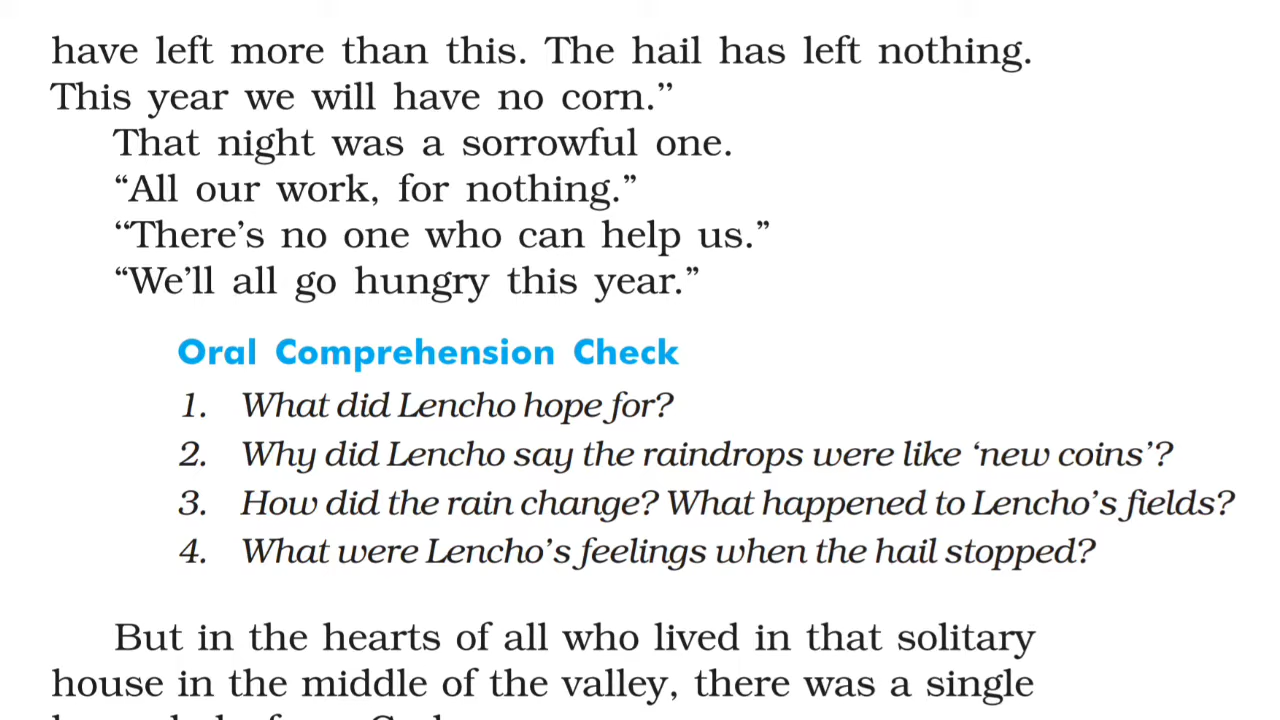 have left more than this. The hail has left nothing.
This year we will have no corn.”
That night was a sorrowful one.
“All our work, for nothing.”
“There’s no one who can help us.”
“We’ll all go hungry this year.”
Oral Comprehension Check
1. What did Lencho hope for?
2. Why did Lencho say the raindrops were like ‘new coins’?
3. How did the rain change? What happened to Lencho’s fields?
4. What were Lencho’s feelings when the hail stopped?
But in the hearts of all who lived in that solitary
house in the middle of the valley, there was a single